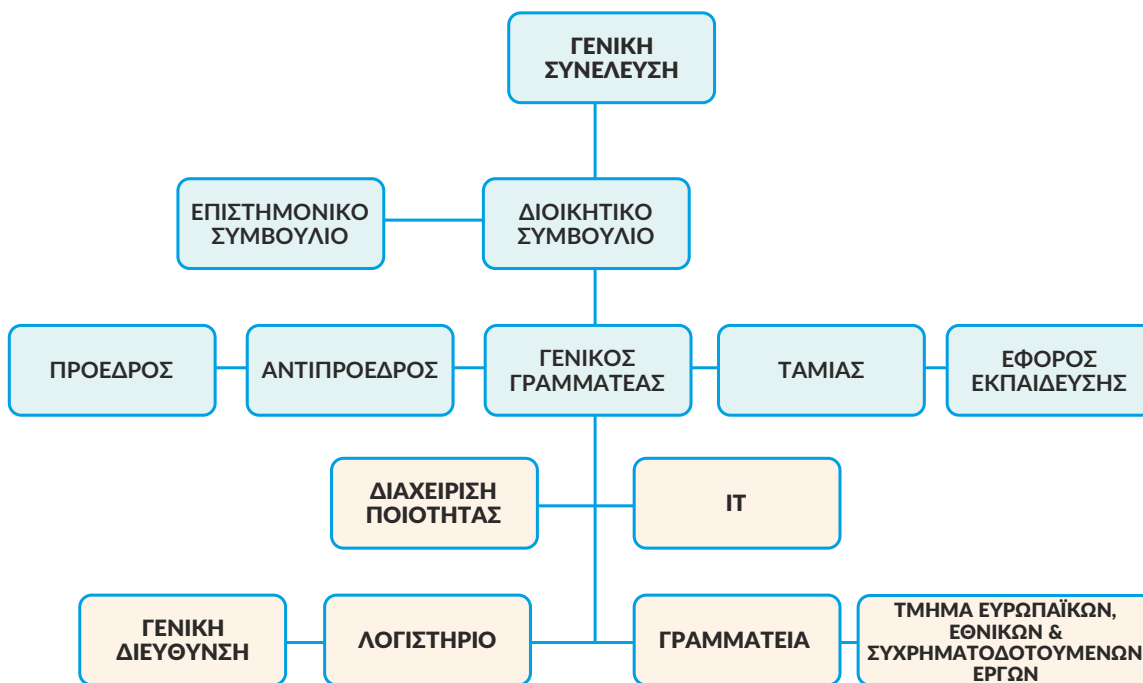 ΓΕΝΙΚΗ
ΣΥΝΕΛΕΥΣΗ
ΕΠΙΣΤΗΜΟΝΙΚΟ
ΣΥΜΒΟΥΛΙΟ
ΔΙΟΙΚΗΤΙΚΟ
ΣΥΜΒΟΥΛΙΟ
ΠΡΟΕΔΡΟΣ
ΑΝΤΙΠΡΟΕΔΡΟΣ
ΓΕΝΙΚΟΣ
ΓΡΑΜΜΑΤΕΑΣ
ΤΑΜΙΑΣ
ΕΦΟΡΟΣ
ΕΚΠΑΙΔΕΥΣΗΣ
ΔΙΑΧΕΙΡΙΣΗ
ΠΟΙΟΤΗΤΑΣ
IT
ΓΕΝΙΚΗ
ΔΙΕΥΘΥΝΣΗ
ΛΟΓΙΣΤΗΡΙΟ
ΓΡΑΜΜΑΤΕΙΑ
ΤΜΗΜΑ ΕΥΡΩΠΑΪΚΩΝ,
ΕΘΝΙΚΩΝ &
ΣΥΧΡΗΜΑΤΟΔΟΤΟΥΜΕΝΩΝ
ΕΡΓΩΝ